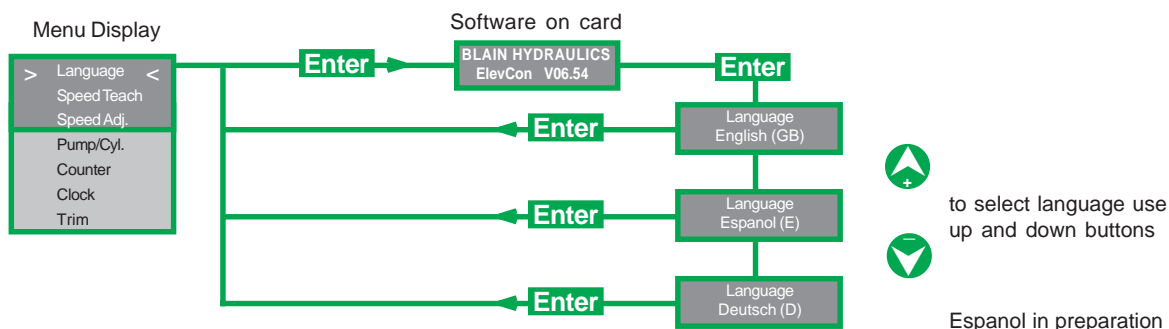 Menu Display
> Language <
Speed Teach
Speed Adj.
Pump/Cyl.
Counter
Clock
Trim
Enter
Software on card
BLAIN HYDRAULICS
ElevCon V06.54
Enter
Language
English (GB)
Enter
Language
Espanol (E)
Enter
Language
Deutsch (D)
Enter
+
to select language use
up and down buttons
–
Espanol in preparation